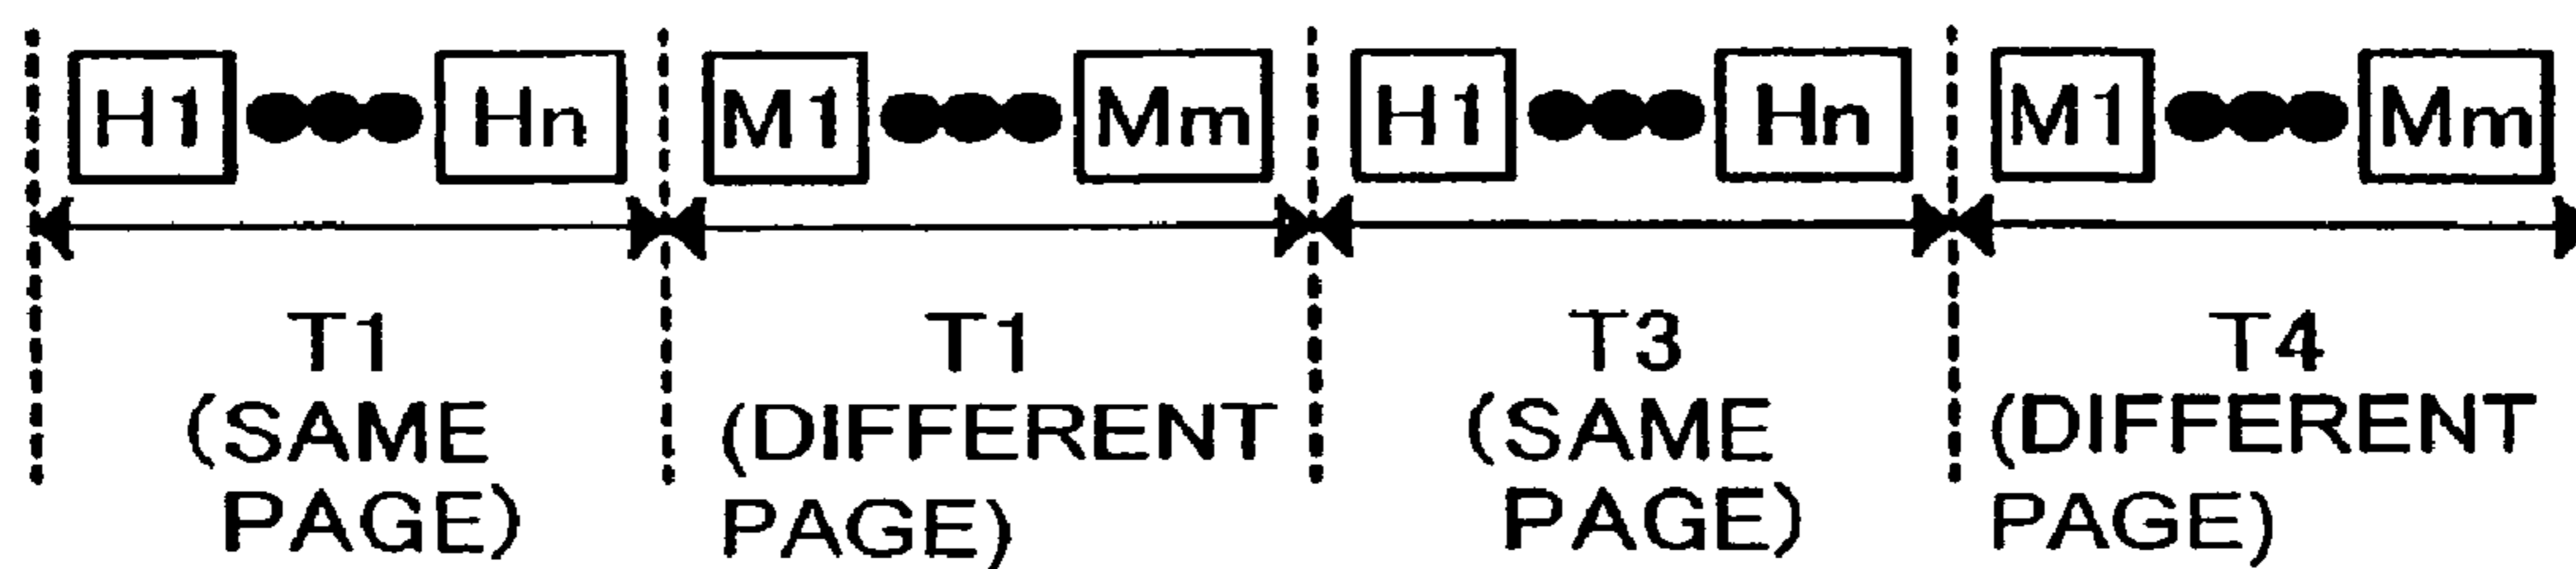 H1 ●●● Hn M1 ●●● Mm H1 ●●● Hn M1 ●●● Mm
T1 T1 T3 T4
(SAME (DIFFERENT (SAME (DIFFERENT
PAGE) PAGE) PAGE) PAGE)